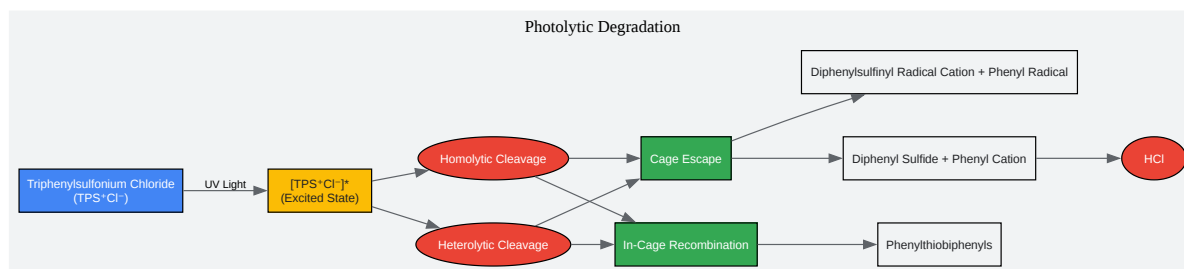 Photolytic Degradation
Diphenylsulfinyl Radical Cation + Phenyl Radical
Homolytic Cleavage
Cage Escape
Diphenyl Sulfide + Phenyl Cation
HCl
Triphenylsulfonium Chloride
(TPS⁺Cl⁻)
UV Light
[TPS⁺Cl⁻]*
(Excited State)
Heterolytic Cleavage
In-Cage Recombination
Phenylthiobiphenyls